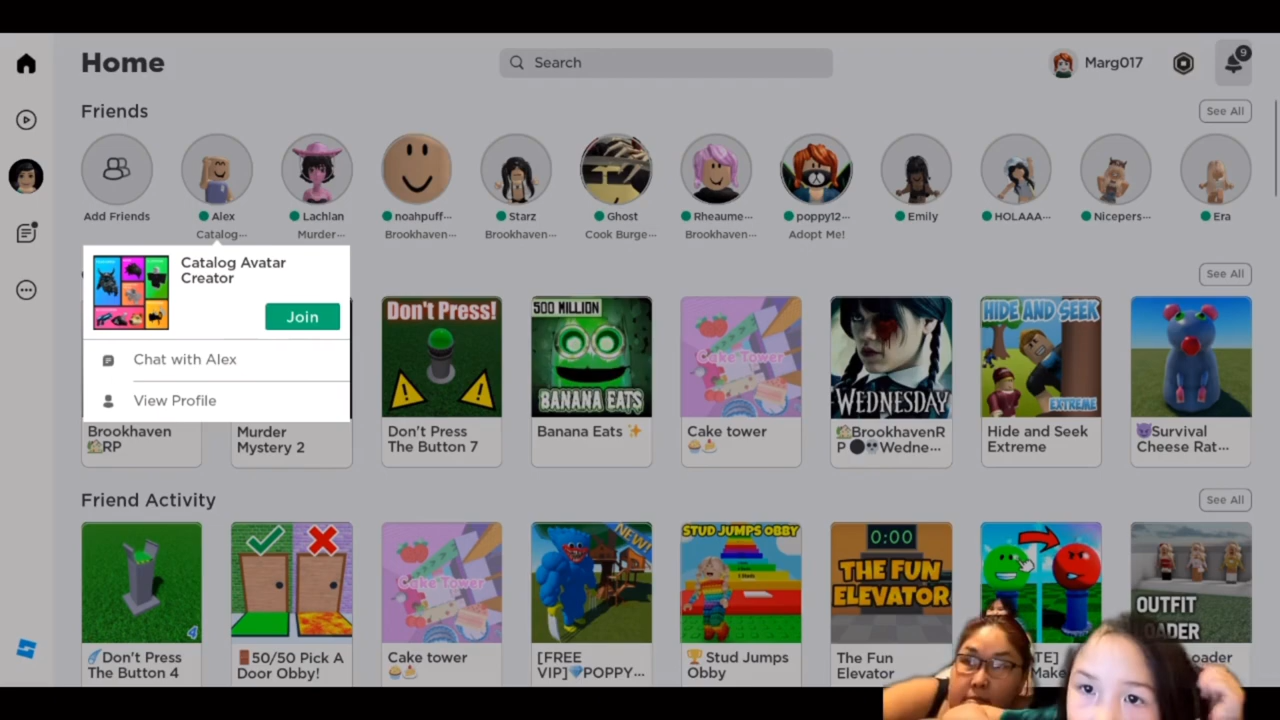 Home
Search
Marg017
9
Friends
See All
Add Friends
Alex
Catalog...
Lachlan
Murder...
noahpuff...
Brookhaven...
Starz
Brookhaven...
Ghost
Cook Burge...
Rheaume...
Brookhaven...
poppy12...
Adopt Me!
Emily
HOLAAA...
Nicepers...
Era
Catalog Avatar
Creator
Join
Chat with Alex
View Profile
See All
Don't Press!
500 MILLION
BANANA EATS
Cake Tower
WEDNESDAY
HIDE AND SEEK
EXTREME
Brookhaven
🏡RP
Murder
Mystery 2
Don't Press
The Button 7
Banana Eats ✨
Cake tower
🧁🍰
🏡BrookhavenR
P ⚫💀Wedne...
Hide and Seek
Extreme
😈Survival
Cheese Rat...
Friend Activity
See All
4
Cake Tower
NEW!
STUD JUMPS OBBY
0:00
THE FUN
ELEVATOR
OUTFIT
Don't Press
The Button 4
🚪50/50 Pick A
Door Obby!
Cake tower
🧁🍰
[FREE
VIP]💎POPPY...
🏆Stud Jumps
Obby
The Fun
Elevator